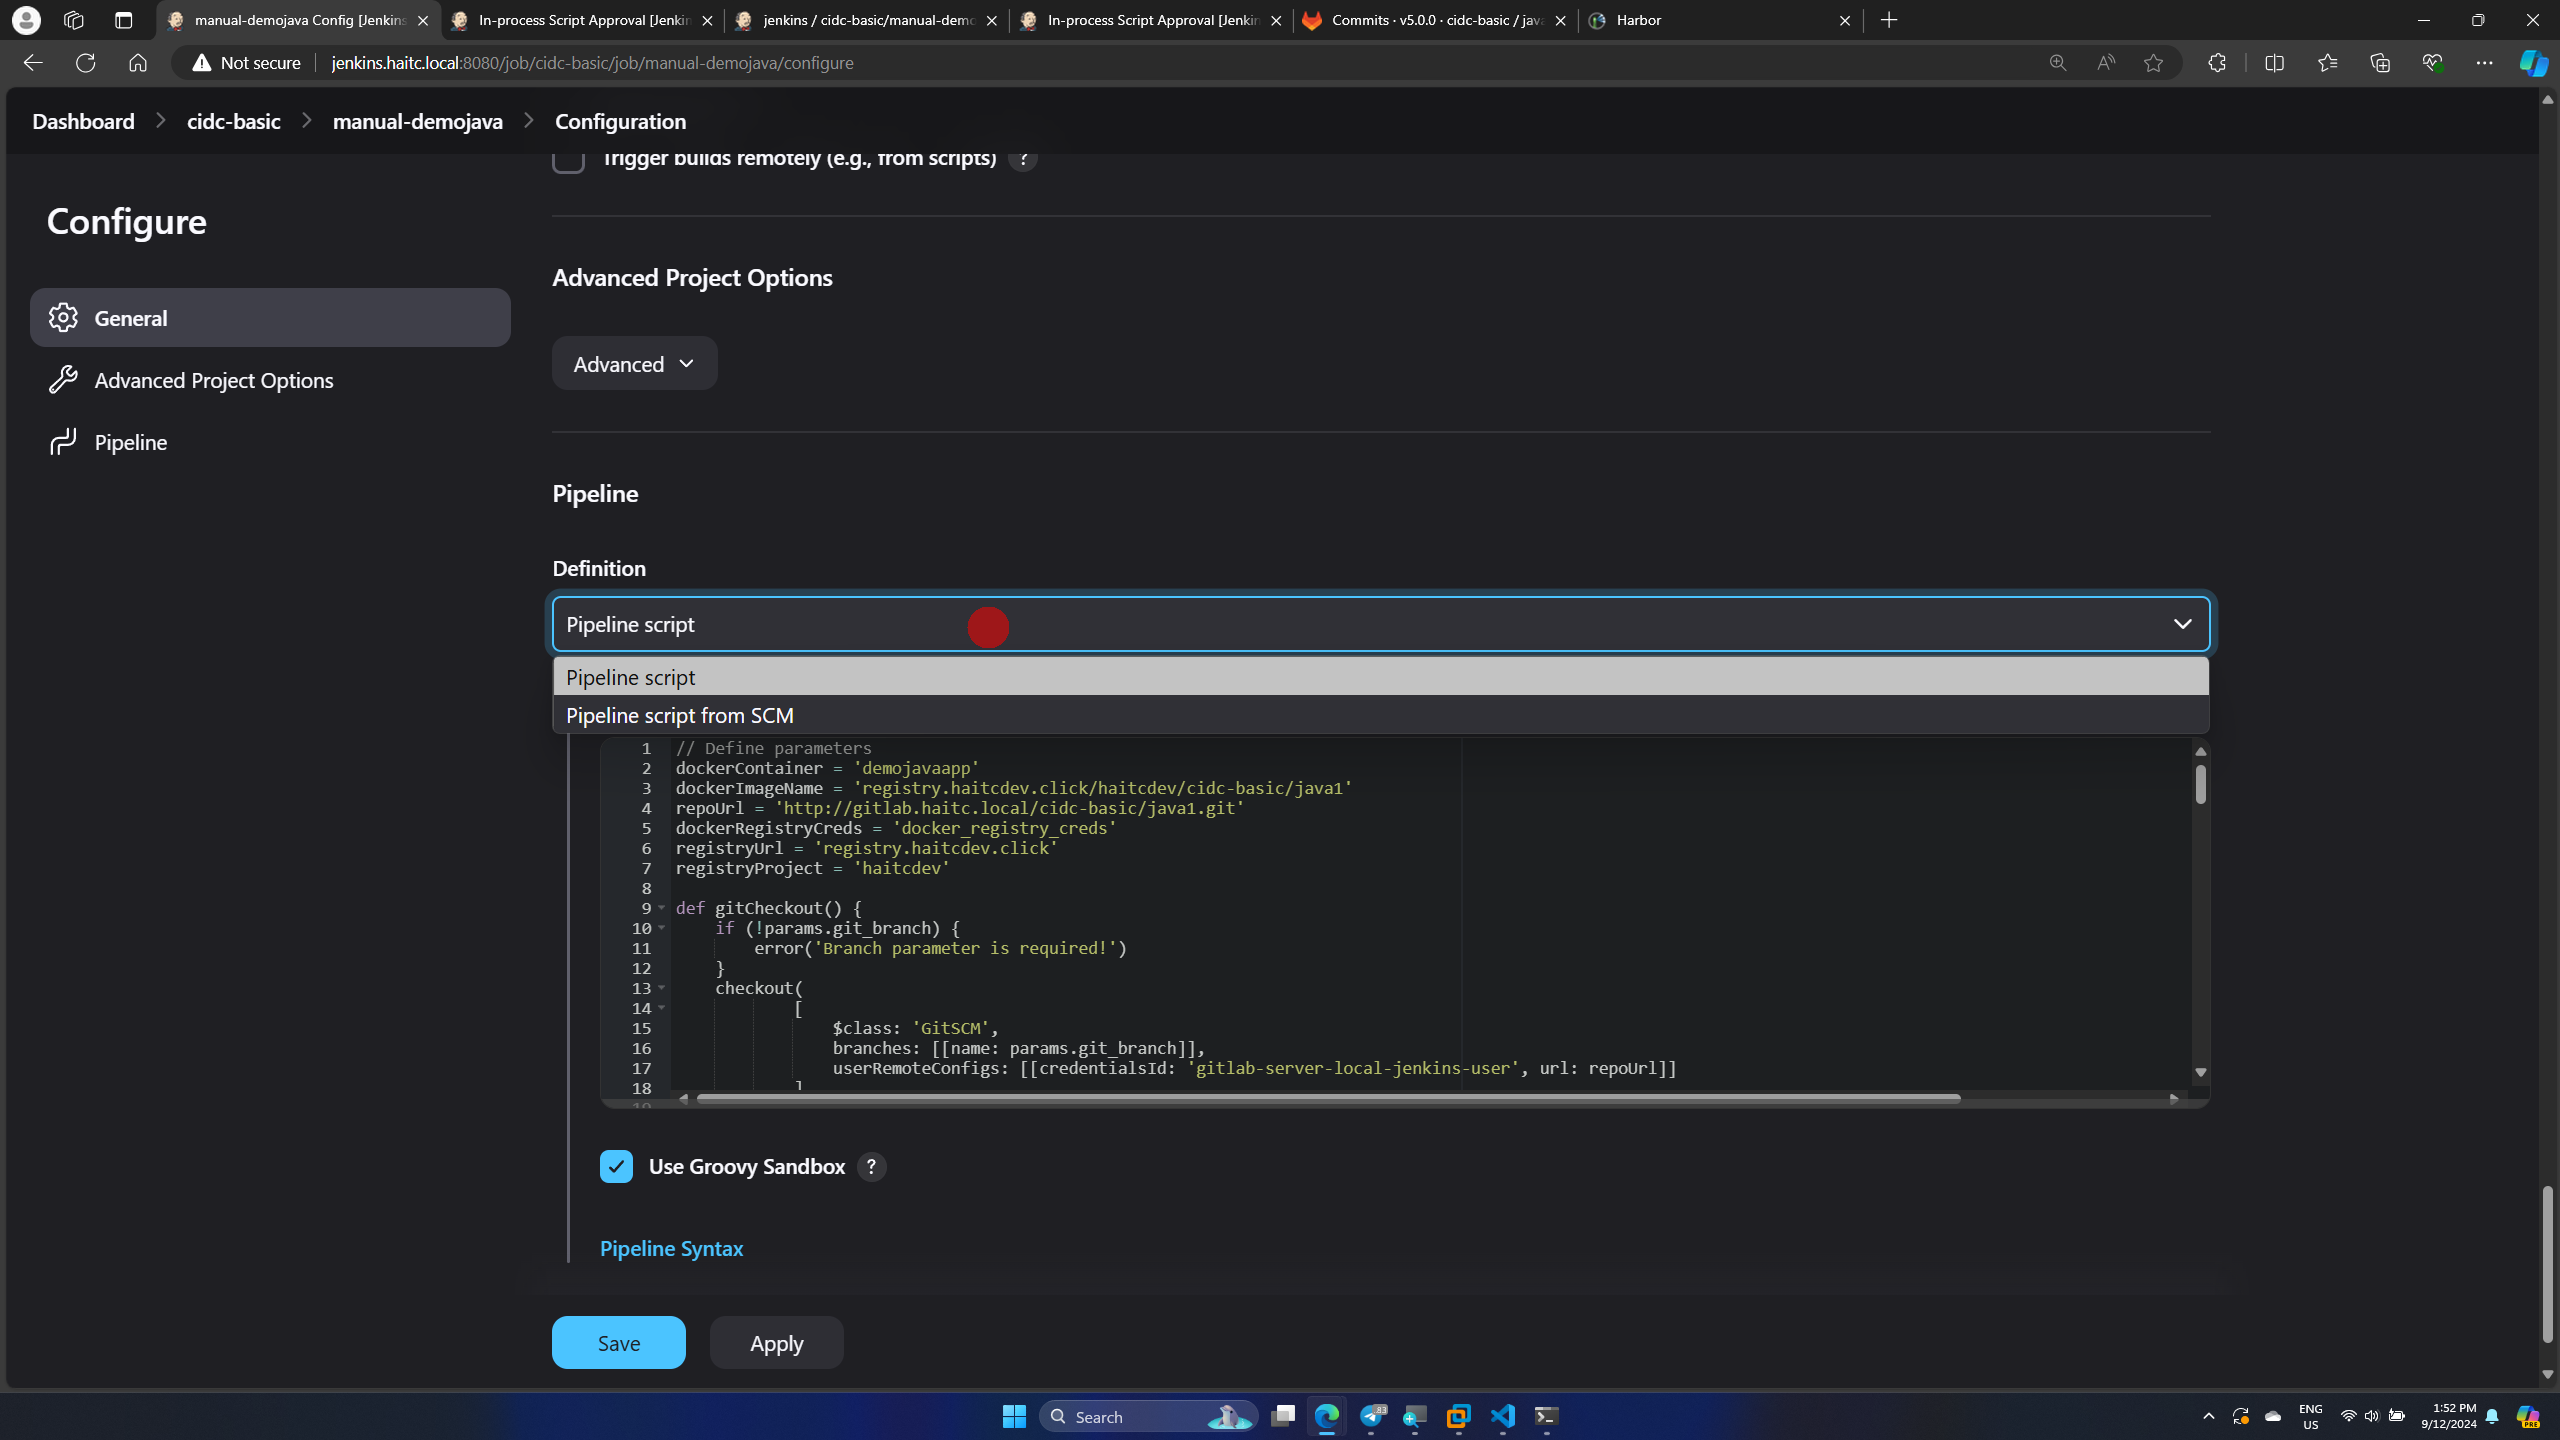 manual-demojava Config [Jenkins
In-process Script Approval [Jenkin
jenkins / cidc-basic/manual-demo
In-process Script Approval [Jenkin
Commits · v5.0.0 · cidc-basic / java
Harbor
Not secure
jenkins.haitc.local:8080/job/cidc-basic/job/manual-demojava/configure
Dashboard > cidc-basic > manual-demojava > Configuration
Trigger builds remotely (e.g., from scripts) ?
Configure
General
Advanced Project Options
Pipeline
Advanced Project Options
Advanced
Pipeline
Definition
Pipeline script
Pipeline script
Pipeline script from SCM
1 // Define parameters
2 dockerContainer = 'demojavaapp'
3 dockerImageName = 'registry.haitcdev.click/haitcdev/cidc-basic/java1'
4 repoUrl = 'http://gitlab.haitc.local/cidc-basic/java1.git'
5 dockerRegistryCreds = 'docker_registry_creds'
6 registryUrl = 'registry.haitcdev.click'
7 registryProject = 'haitcdev'
8
9 def gitCheckout() {
10 if (!params.git_branch) {
11 error('Branch parameter is required!')
12 }
13 checkout(
14 [
15 $class: 'GitSCM',
16 branches: [[name: params.git_branch]],
17 userRemoteConfigs: [[credentialsId: 'gitlab-server-local-jenkins-user', url: repoUrl]]
18 ]
19
Use Groovy Sandbox ?
Pipeline Syntax
Save
Apply
Search
83
ENG
US
1:52 PM
9/12/2024
PRE